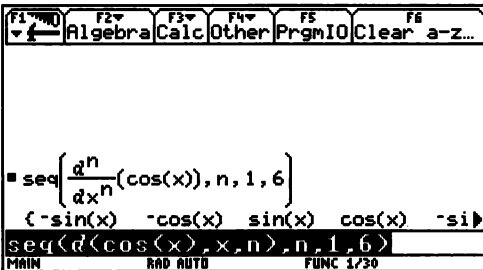 F1 F2 F3 F4 F5 F6
Algebra Calc Other PrgmIO Clear a-z…
seq(dⁿ/dxⁿ(cos(x)), n, 1, 6)
{-sin(x) -cos(x) sin(x) cos(x) -si
seq(d(cos(x),x,n),n,1,6)
MAIN RAD AUTO FUNC 1/30